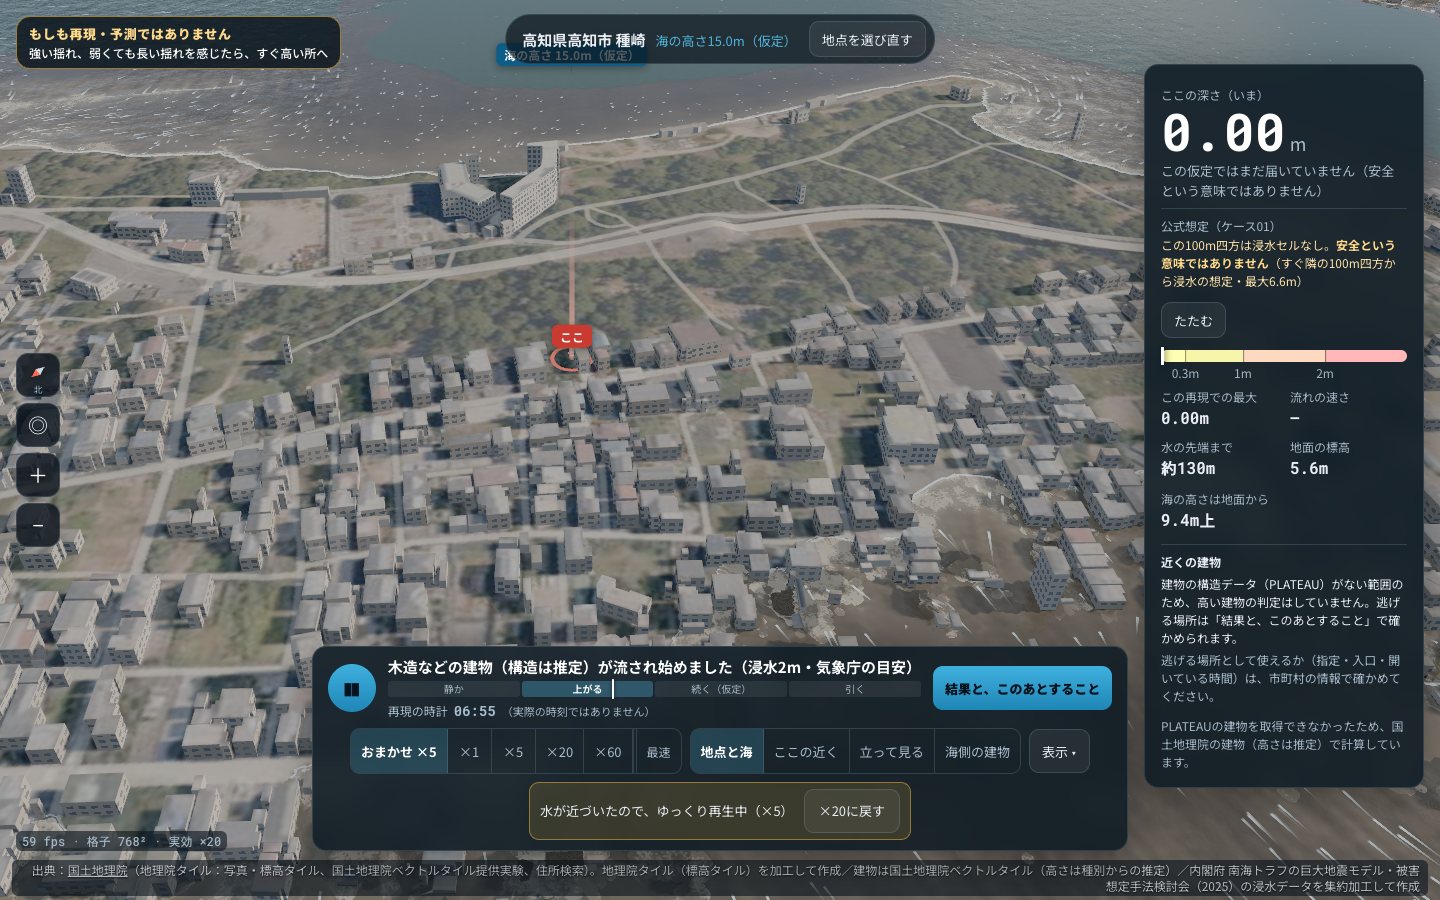 もしも再現・予測ではありません
強い揺れ、弱くても長い揺れを感じたら、すぐ高い所へ
高知県高知市 種崎 海の高さ15.0m（仮定） 地点を選び直す
海の高さ 15.0m（仮定）
ここの深さ（いま）
0.00 m
この仮定ではまだ届いていません（安全
という意味ではありません）
公式想定（ケース01）
この100m四方は浸水セルなし。安全という
意味ではありません（すぐ隣の100m四方か
ら浸水の想定・最大6.6m）
たたむ
0.3m 1m 2m
この再現での最大 流れの速さ
0.00m –
水の先端まで 地面の標高
約130m 5.6m
海の高さは地面から
9.4m上
近くの建物
建物の構造データ（PLATEAU）がない範囲の
ため、高い建物の判定はしていません。逃げ
る場所は「結果と、このあとすること」で確
かめられます。
逃げる場所として使えるか（指定・入口・開
いている時間）は、市町村の情報で確かめて
ください。
PLATEAUの建物を取得できなかったため、国
土地理院の建物（高さは推定）で計算してい
ます。
ここ
北
木造などの建物（構造は推定）が流され始めました（浸水2m・気象庁の目安）
静か 上がる 続く（仮定） 引く
再現の時計 06:55 （実際の時刻ではありません）
結果と、このあとすること
おまかせ ×5 ×1 ×5 ×20 ×60 最速 地点と海 ここの近く 立って見る 海側の建物 表示 ▾
水が近づいたので、ゆっくり再生中（×5） ×20に戻す
59 fps · 格子 768² · 実効 ×20
出典：国土地理院（地理院タイル：写真・標高タイル、国土地理院ベクトルタイル提供実験、住所検索）。地理院タイル（標高タイル）を加工して作成／建物は国土地理院ベクトルタイル（高さは種別からの推定）／内閣府 南海トラフの巨大地震モデル・被害
想定手法検討会（2025）の浸水データを集約加工して作成